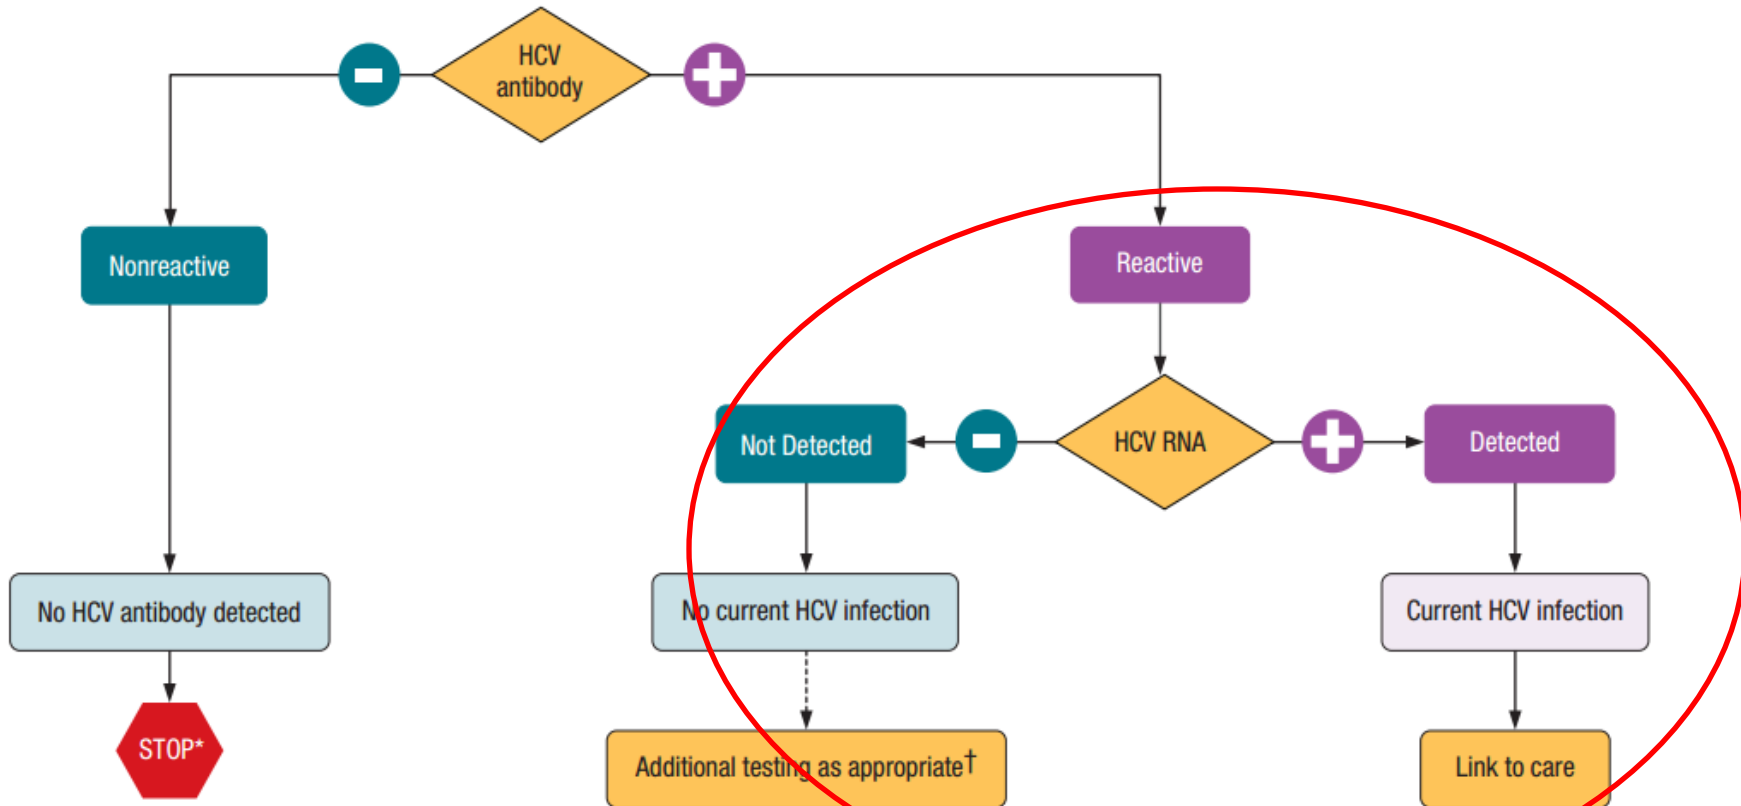 HCV
antibody
Nonreactive
Reactive
Not Detected
HCV RNA
Detected
No HCV antibody detected
No current HCV infection
Current HCV infection
STOP*
Additional testing as appropriate†
Link to care